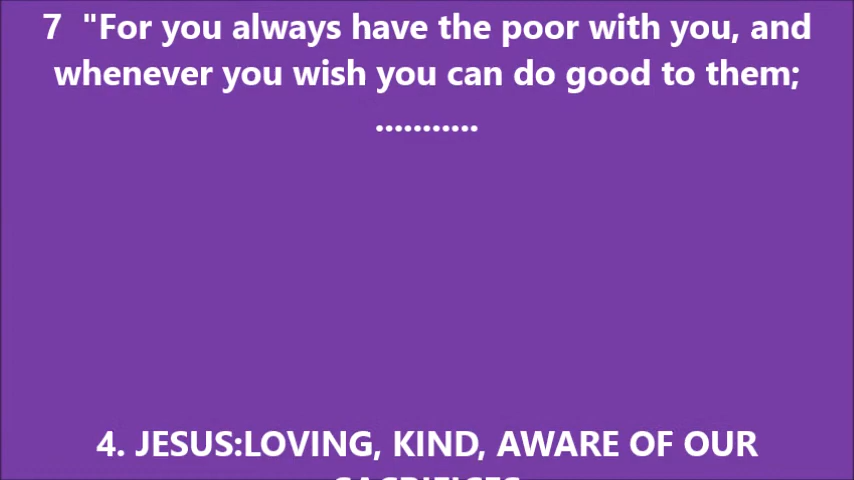 7 "For you always have the poor with you, and
whenever you wish you can do good to them;
...........
4. JESUS:LOVING, KIND, AWARE OF OUR
SACRIFICES